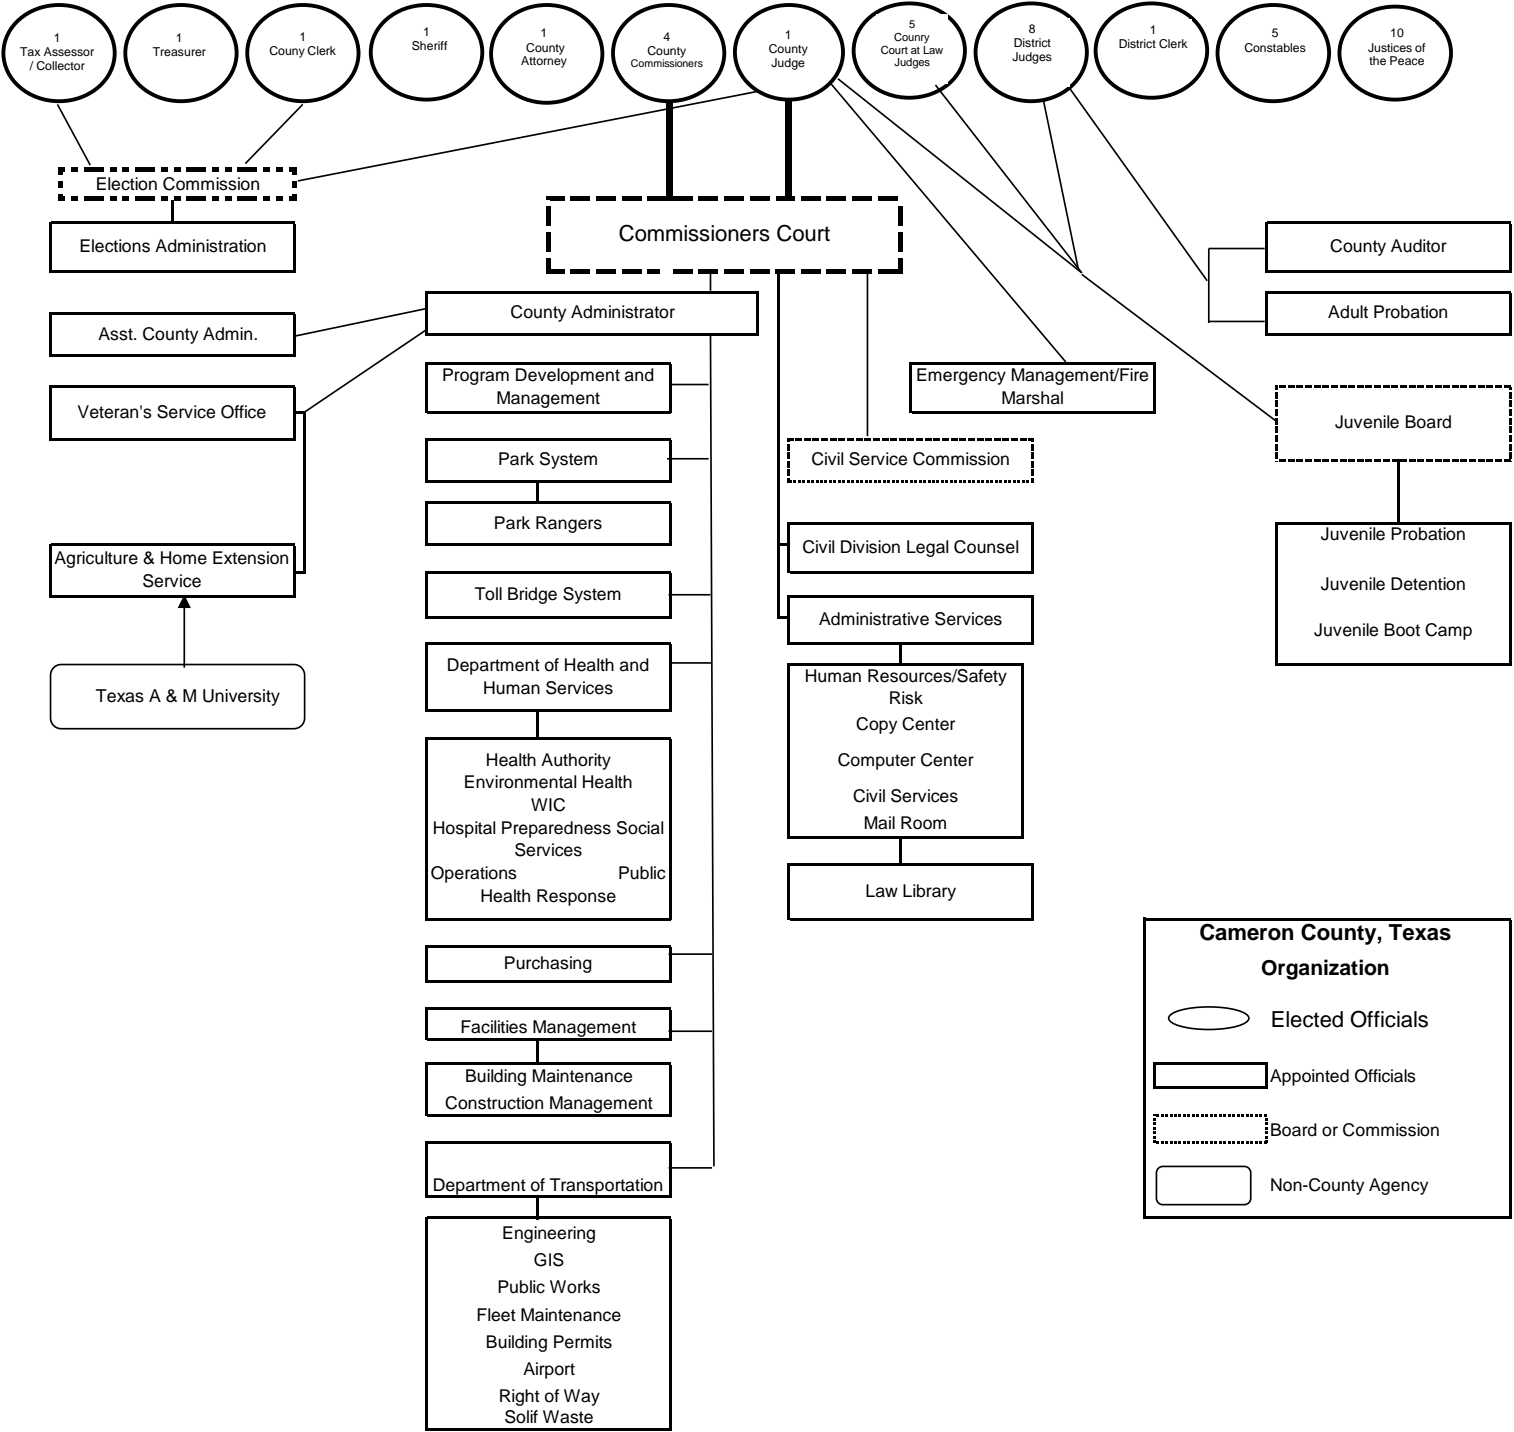 1
Tax Assessor
/ Collector
1
Treasurer
1
Couny Clerk
1
Sheriff
1
County
Attorney
4
County
Commissioners
1
County
Judge
5
Counry
Court at Law
Judges
8
District
Judges
1
District Clerk
5
Constables
10
Justices of
the Peace
Election Commission
Elections Administration
Commissioners Court
County Auditor
Adult Probation
County Administrator
Asst. County Admin.
Veteran's Service Office
Agriculture & Home Extension
Service
Texas A & M University
Program Development and
Management
Park System
Park Rangers
Toll Bridge System
Department of Health and
Human Services
Health Authority
Environmental Health
WIC
Hospital Preparedness Social
Services
Operations Public
Health Response
Purchasing
Facilities Management
Building Maintenance
Construction Management
Department of Transportation
Engineering
GIS
Public Works
Fleet Maintenance
Building Permits
Airport
Right of Way
Solif Waste
Emergency Management/Fire
Marshal
Civil Service Commission
Civil Division Legal Counsel
Administrative Services
Human Resources/Safety
Risk
Copy Center
Computer Center
Civil Services
Mail Room
Law Library
Juvenile Board
Juvenile Probation
Juvenile Detention
Juvenile Boot Camp
Cameron County, Texas
Organization
Elected Officials
Appointed Officials
Board or Commission
Non-County Agency